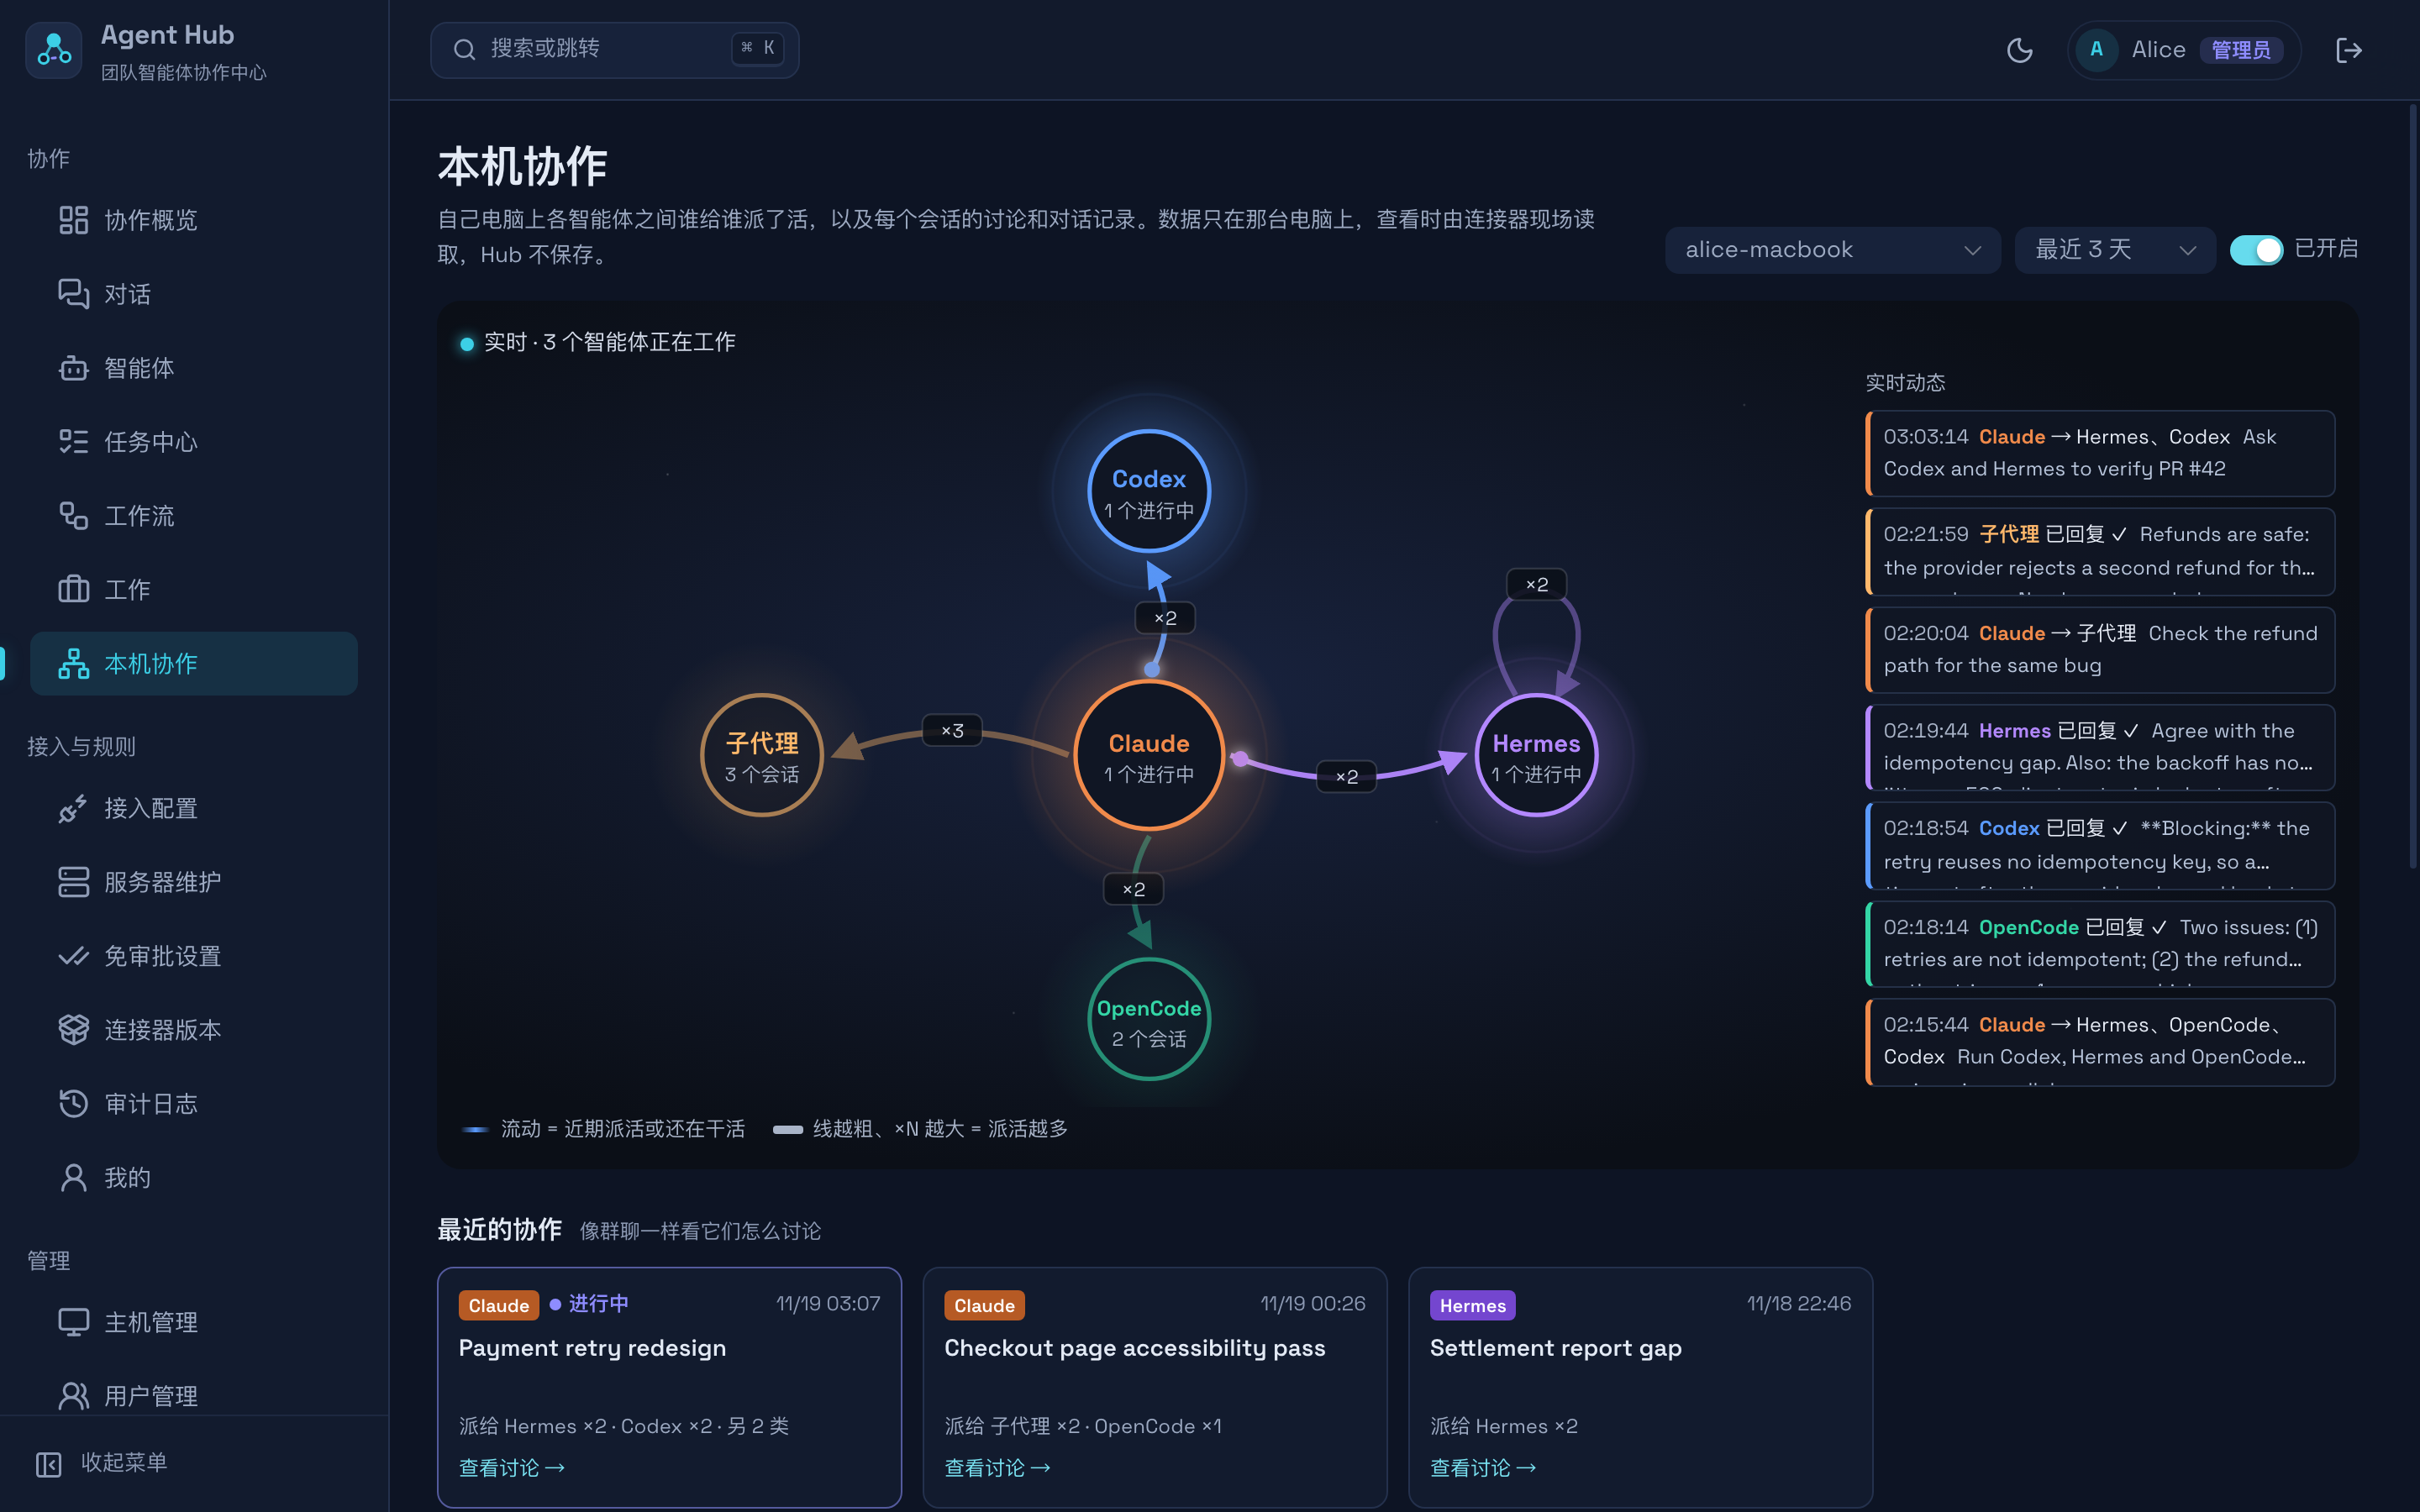 Agent Hub
团队智能体协作中心
搜索或跳转
⌘ K
A
Alice
管理员
协作
协作概览
对话
智能体
任务中心
工作流
工作
本机协作
接入与规则
接入配置
服务器维护
免审批设置
连接器版本
审计日志
我的
管理
主机管理
用户管理
收起菜单
本机协作
自己电脑上各智能体之间谁给谁派了活，以及每个会话的讨论和对话记录。数据只在那台电脑上，查看时由连接器现场读
取，Hub 不保存。
alice-macbook
最近 3 天
已开启
实时 · 3 个智能体正在工作
Codex
1 个进行中
×2
×2
子代理
3 个会话
×3
Claude
1 个进行中
×2
Hermes
1 个进行中
×2
OpenCode
2 个会话
流动 = 近期派活或还在干活
线越粗、×N 越大 = 派活越多
实时动态
03:03:14 Claude → Hermes、Codex Ask
Codex and Hermes to verify PR #42
02:21:59 子代理 已回复 ✓ Refunds are safe:
the provider rejects a second refund for th…
02:20:04 Claude → 子代理 Check the refund
path for the same bug
02:19:44 Hermes 已回复 ✓ Agree with the
idempotency gap. Also: the backoff has no…
02:18:54 Codex 已回复 ✓ **Blocking:** the
retry reuses no idempotency key, so a…
02:18:14 OpenCode 已回复 ✓ Two issues: (1)
retries are not idempotent; (2) the refund…
02:15:44 Claude → Hermes、OpenCode、
Codex Run Codex, Hermes and OpenCode…
最近的协作
像群聊一样看它们怎么讨论
Claude
进行中
11/19 03:07
Payment retry redesign
派给 Hermes ×2 · Codex ×2 · 另 2 类
查看讨论 →
Claude
11/19 00:26
Checkout page accessibility pass
派给 子代理 ×2 · OpenCode ×1
查看讨论 →
Hermes
11/18 22:46
Settlement report gap
派给 Hermes ×2
查看讨论 →